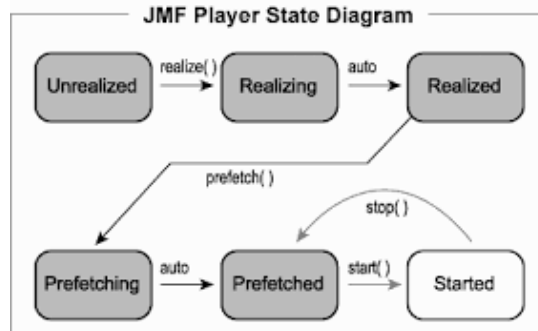 JMF Player State Diagram
Unrealized
realize( )
Realizing
auto
Realized
prefetch( )
stop( )
Prefetching
auto
Prefetched
start( )
Started